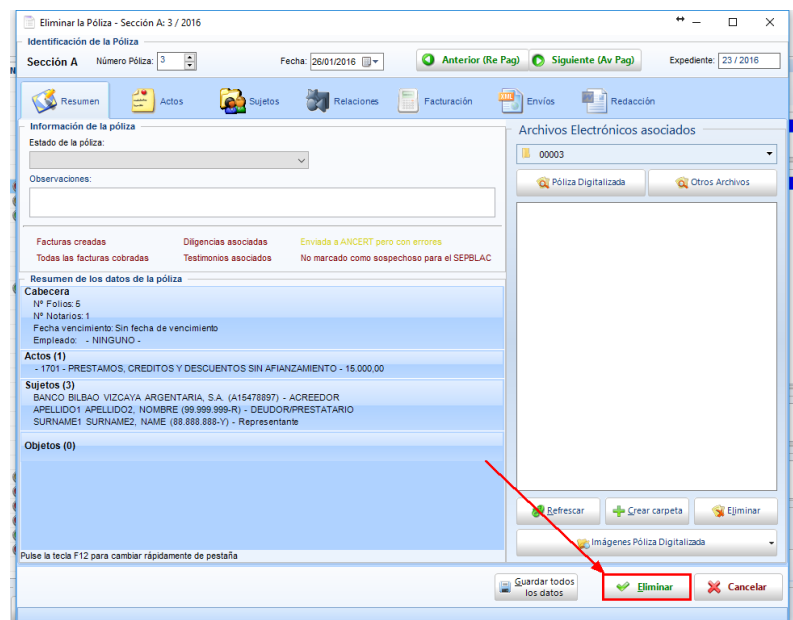 Eliminar la Póliza - Sección A: 3 / 2016
Identificación de la Póliza
Sección A Número Póliza: 3 Fecha: 26/01/2016 Anterior (Re Pag) Siguiente (Av Pag) Expediente: 23 / 2016
Resumen Actos Sujetos Relaciones Facturación Envíos Redacción
Información de la póliza
Estado de la póliza:
Observaciones:
Facturas creadas Diligencias asociadas Enviada a ANCERT pero con errores
Todas las facturas cobradas Testimonios asociados No marcado como sospechoso para el SEPBLAC
Resumen de los datos de la póliza
Cabecera
Nº Folios: 5
Nº Notarios: 1
Fecha vencimiento: Sin fecha de vencimiento
Empleado: - NINGUNO -
Actos (1)
- 1701 - PRESTAMOS, CREDITOS Y DESCUENTOS SIN AFIANZAMIENTO - 15.000,00
Sujetos (3)
BANCO BILBAO VIZCAYA ARGENTARIA, S.A. (A15478897) - ACREEDOR
APELLIDO1 APELLIDO2, NOMBRE (99.999.999-R) - DEUDOR/PRESTATARIO
SURNAME1 SURNAME2, NAME (88.888.888-Y) - Representante
Objetos (0)
Pulse la tecla F12 para cambiar rápidamente de pestaña
Archivos Electrónicos asociados
00003
Póliza Digitalizada Otros Archivos
Refrescar Crear carpeta Eliminar
Imágenes Póliza Digitalizada
Guardar todos
los datos
Eliminar Cancelar